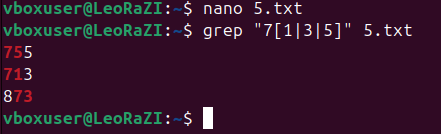 vboxuser@LeoRaZI:~$ nano 5.txt
vboxuser@LeoRaZI:~$ grep "7[1|3|5]" 5.txt
755
713
873
vboxuser@LeoRaZI:~$